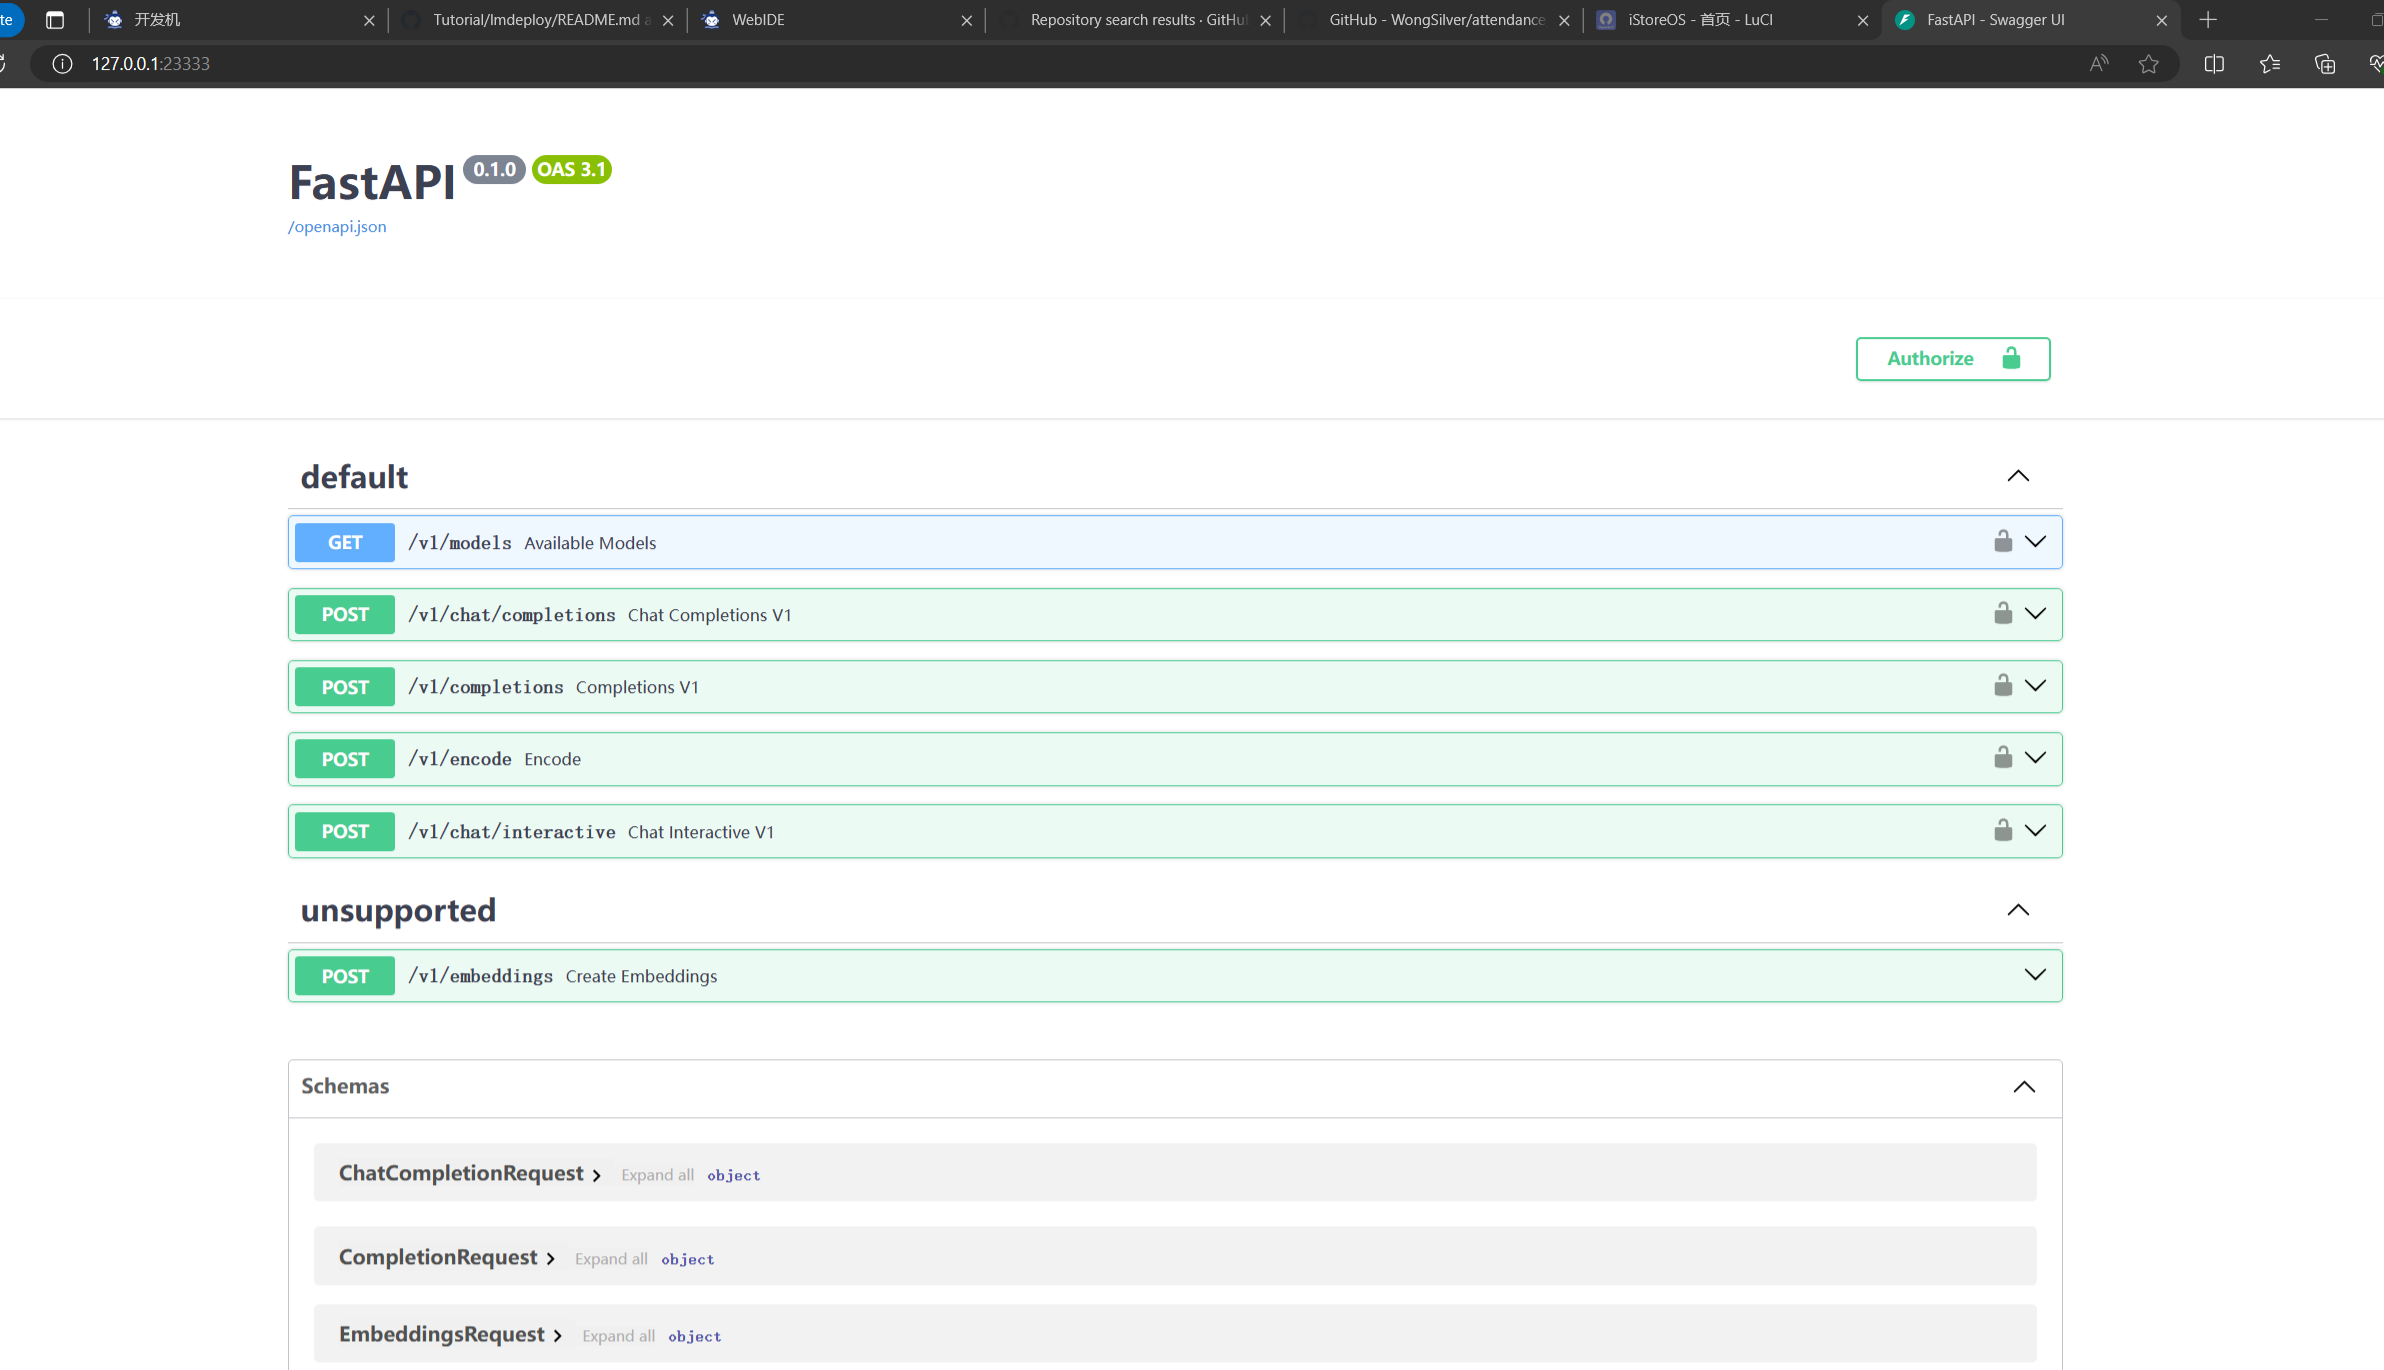 te
开发机
Tutorial/lmdeploy/README.md a
WebIDE
Repository search results · GitHu
GitHub - WongSilver/attendance
iStoreOS - 首页 - LuCI
FastAPI - Swagger UI
127.0.0.1:23333
FastAPI 0.1.0 OAS 3.1
/openapi.json
Authorize
default
GET /v1/models Available Models
POST /v1/chat/completions Chat Completions V1
POST /v1/completions Completions V1
POST /v1/encode Encode
POST /v1/chat/interactive Chat Interactive V1
unsupported
POST /v1/embeddings Create Embeddings
Schemas
ChatCompletionRequest Expand all object
CompletionRequest Expand all object
EmbeddingsRequest Expand all object